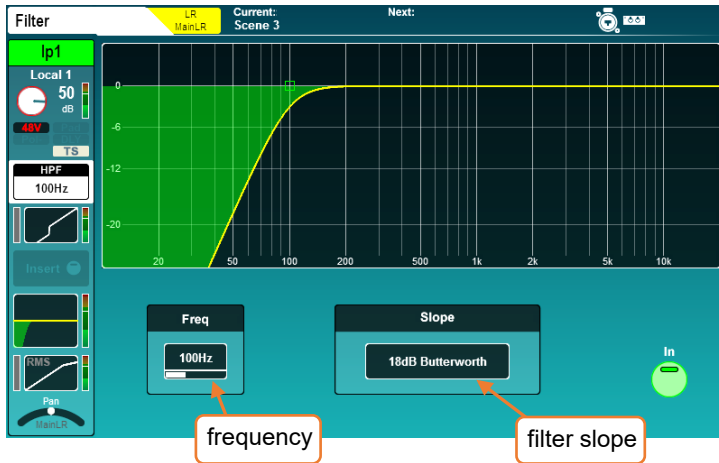 Filter
LR
MainLR
Current:
Scene 3
Next:
Ip1
Local 1
50
dB
48V
TS
HPF
100Hz
Insert
RMS
Pan
MainLR
0
-6
-12
-20
20 50 100 200 500 1k 2k 5k 10k
Freq
100Hz
Slope
18dB Butterworth
In
frequency
filter slope